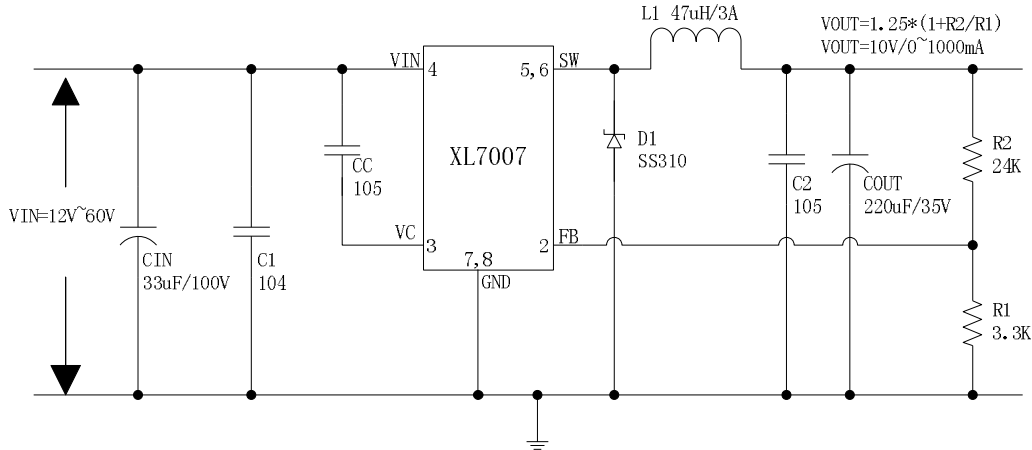 L1 47uH/3A
VOUT=1.25*(1+R2/R1)
VOUT=10V/0~1000mA
VIN
4
5,6
SW
XL7007
CC
105
D1
SS310
C2
105
COUT
220uF/35V
R2
24K
VIN=12V~60V
VC
3
2
FB
7,8
GND
CIN
33uF/100V
C1
104
R1
3.3K